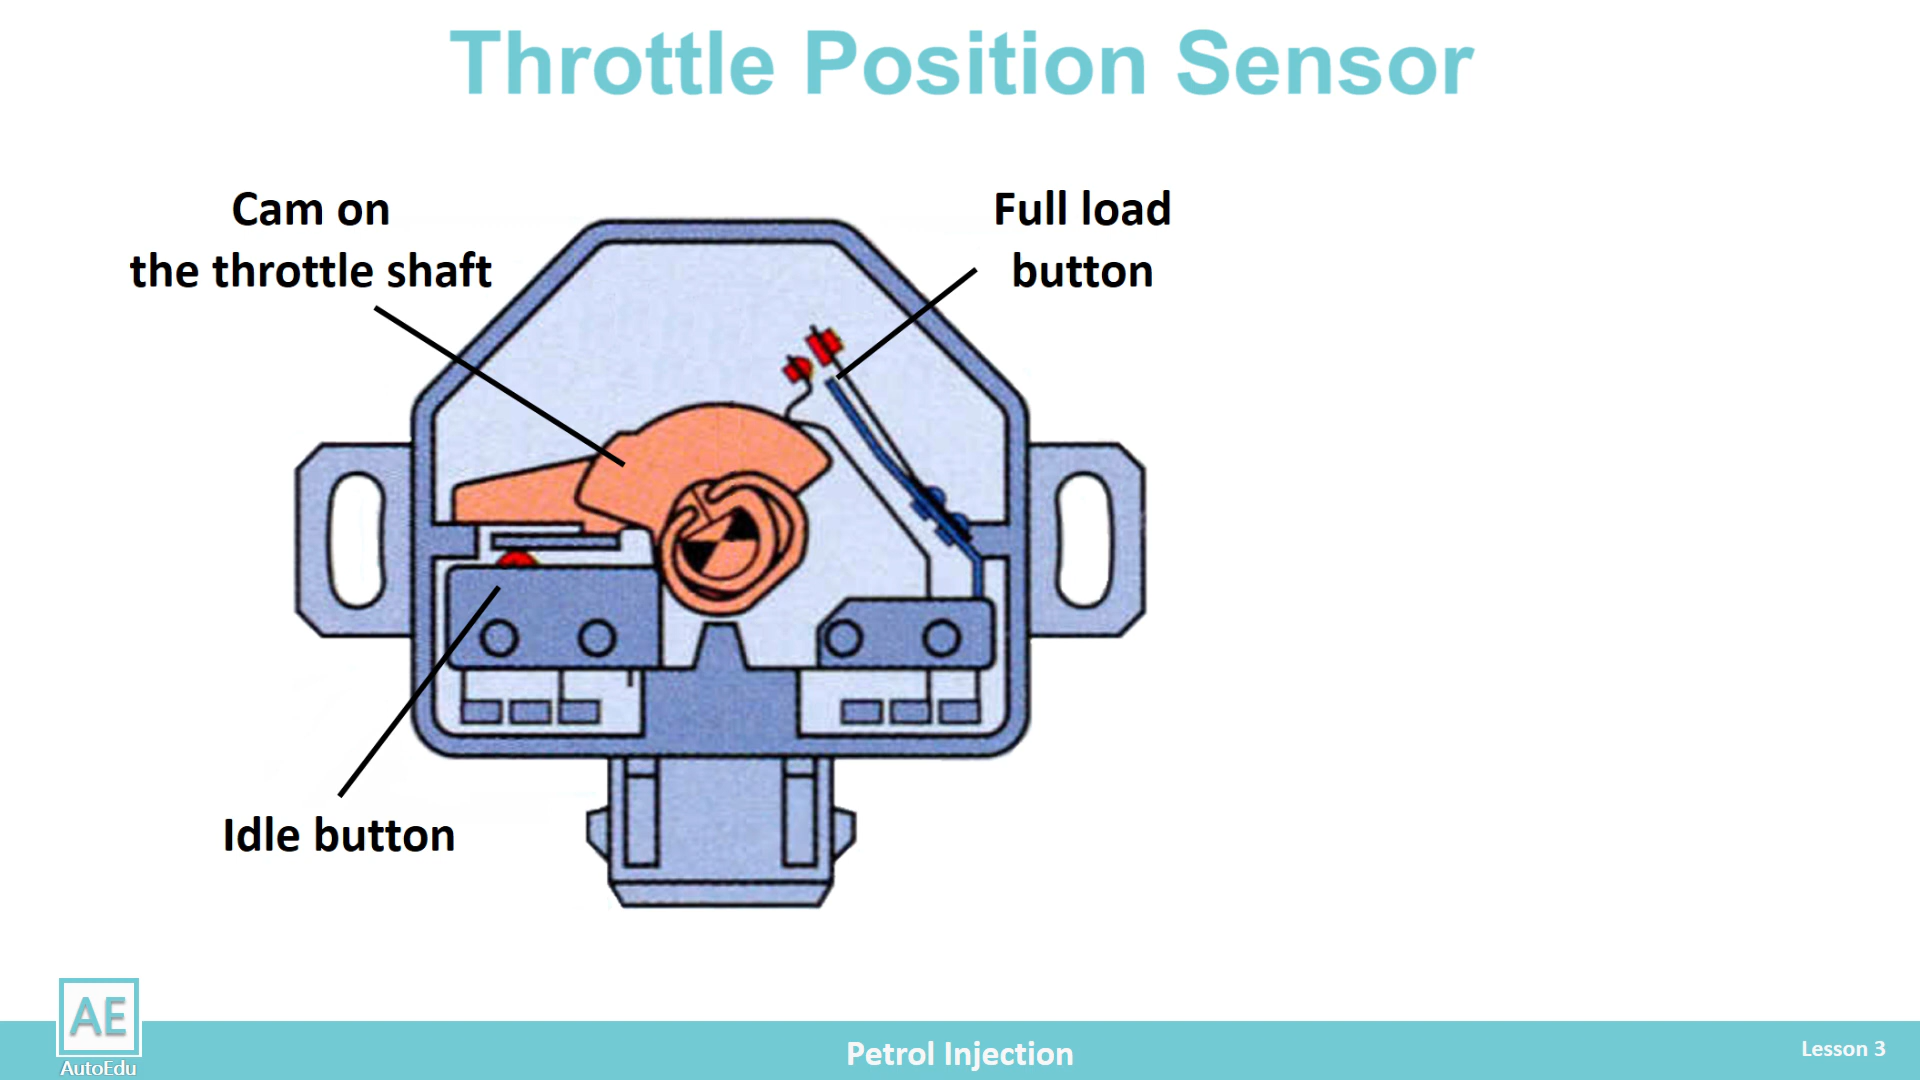 Throttle Position Sensor
Cam on
the throttle shaft
Full load
button
Idle button
AE
AutoEdu
Petrol Injection
Lesson 3